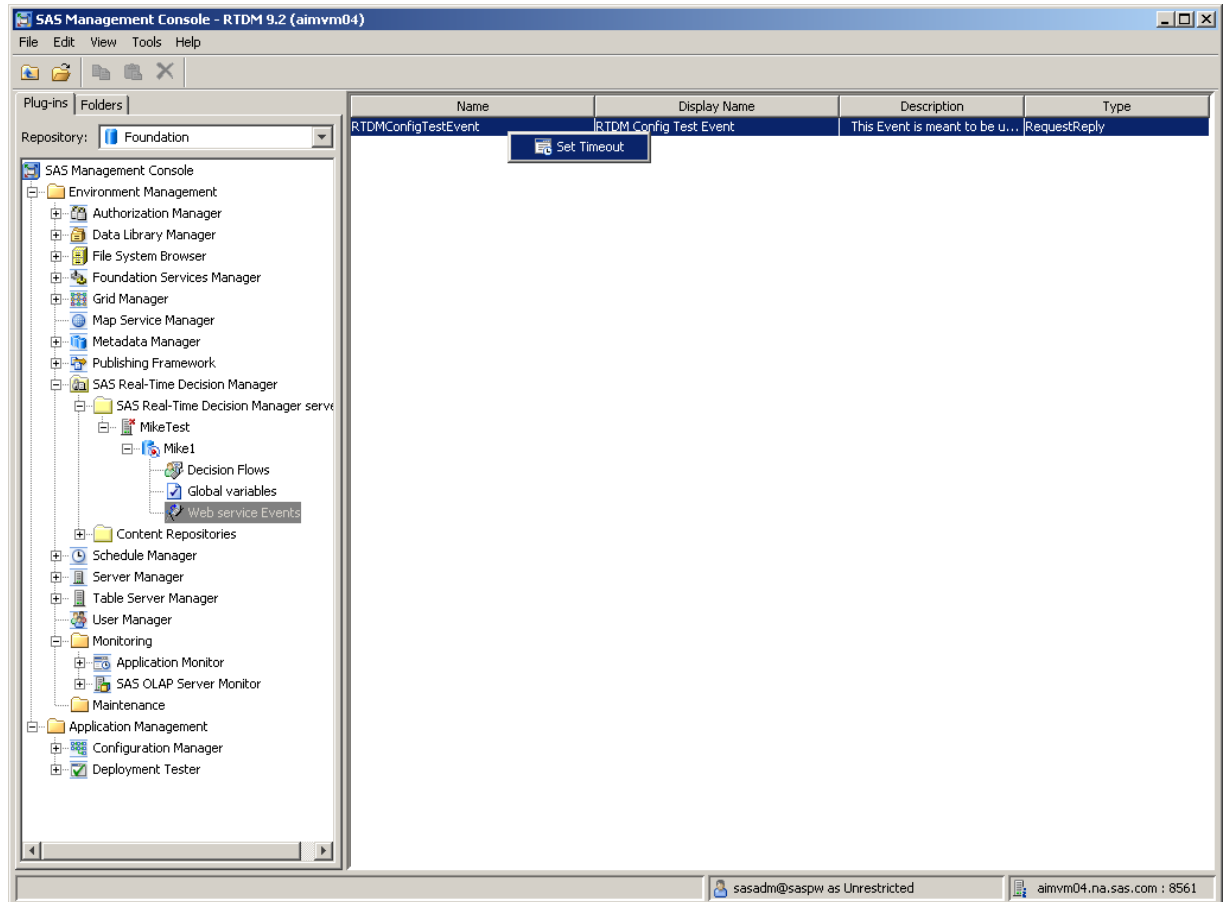 SAS Management Console - RTDM 9.2 (aimvm04)
File Edit View Tools Help
Plug-ins Folders
Repository: Foundation
SAS Management Console
Environment Management
Authorization Manager
Data Library Manager
File System Browser
Foundation Services Manager
Grid Manager
Map Service Manager
Metadata Manager
Publishing Framework
SAS Real-Time Decision Manager
SAS Real-Time Decision Manager serve
MikeTest
Mike1
Decision Flows
Global variables
Web service Events
Content Repositories
Schedule Manager
Server Manager
Table Server Manager
User Manager
Monitoring
Application Monitor
SAS OLAP Server Monitor
Maintenance
Application Management
Configuration Manager
Deployment Tester
Name Display Name Description Type
RTDMConfigTestEvent RTDM Config Test Event This Event is meant to be u... RequestReply
Set Timeout
sasadm@saspw as Unrestricted aimvm04.na.sas.com : 8561